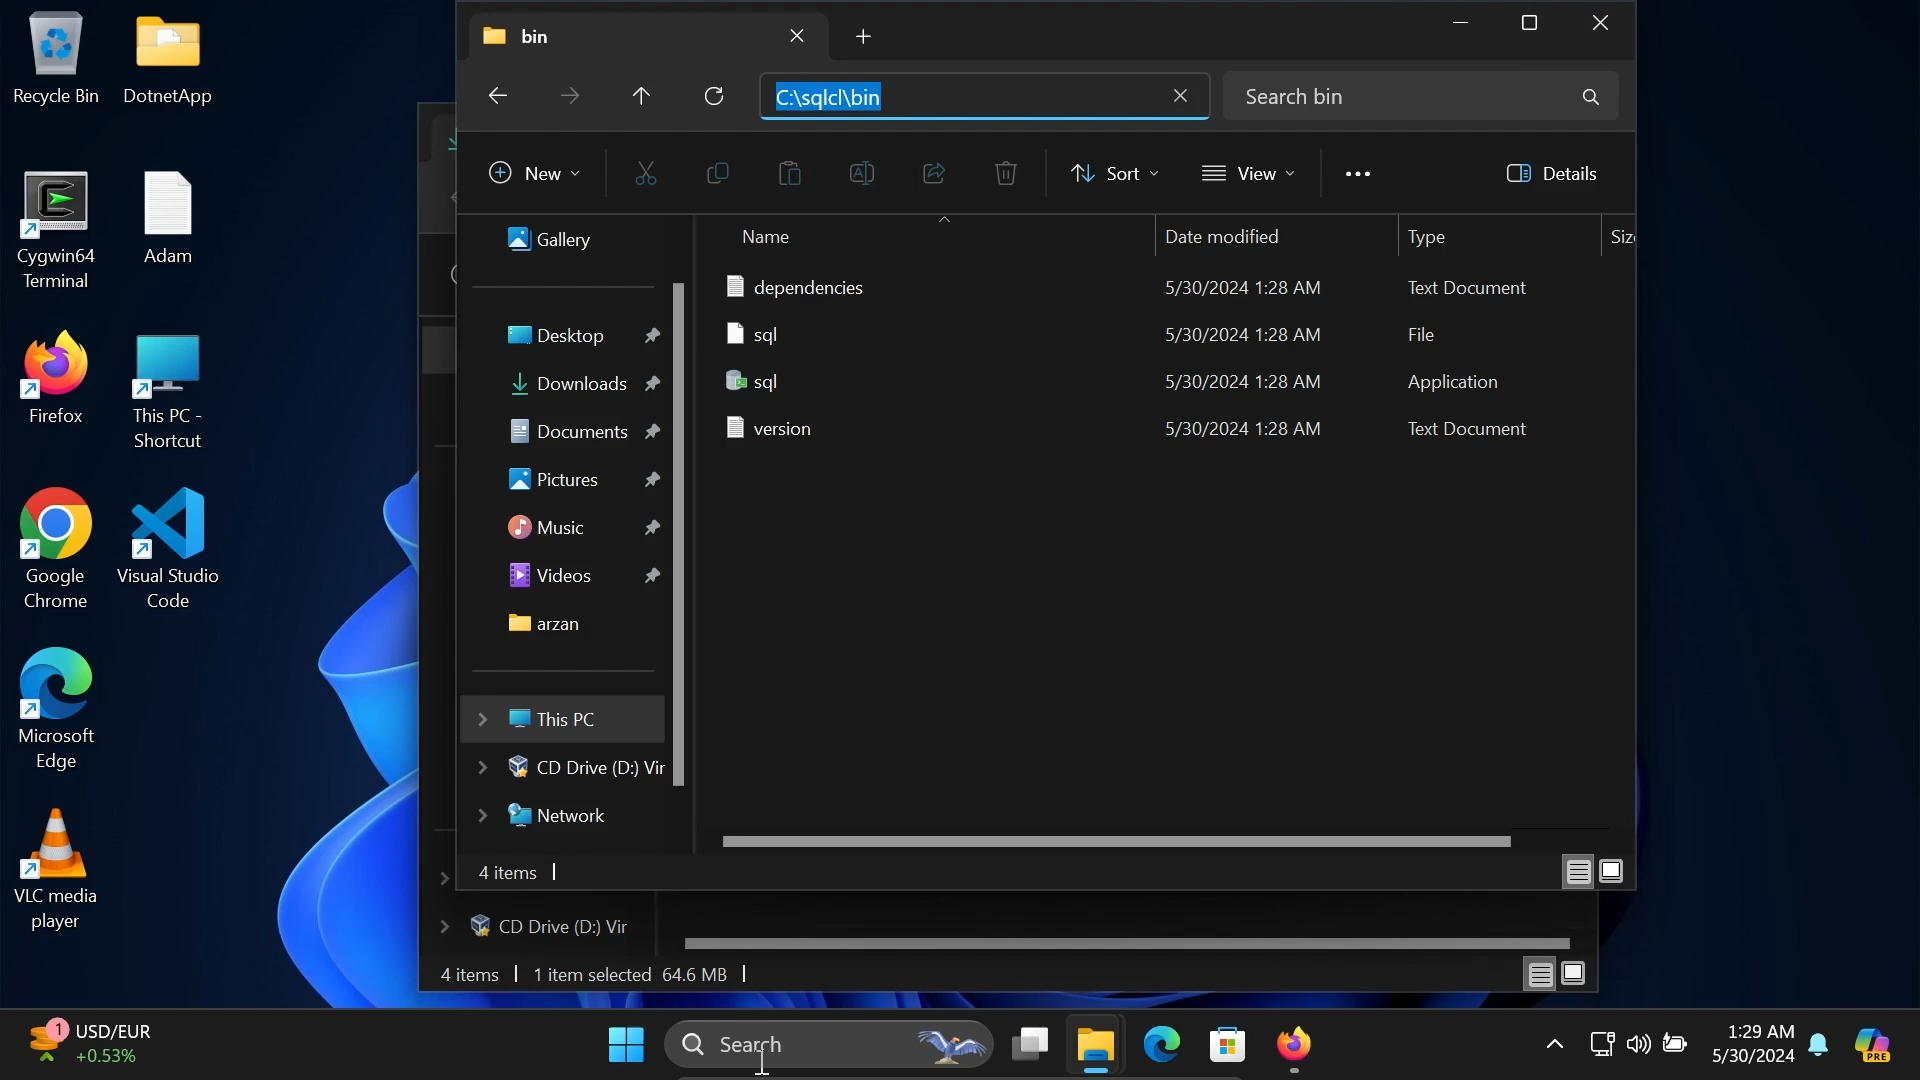 Recycle Bin
DotnetApp
Cygwin64
Terminal
Adam
Firefox
This PC -
Shortcut
Google
Chrome
Visual Studio
Code
Microsoft
Edge
VLC media
player
bin
C:\sqlcl\bin
Search bin
New
Sort
View
Details
Gallery
Desktop
Downloads
Documents
Pictures
Music
Videos
arzan
This PC
CD Drive (D:) Vir
Network
Name
Date modified
Type
dependencies
5/30/2024 1:28 AM
Text Document
sql
5/30/2024 1:28 AM
File
sql
5/30/2024 1:28 AM
Application
version
5/30/2024 1:28 AM
Text Document
4 items
CD Drive (D:) Vir
4 items
1 item selected 64.6 MB
1
USD/EUR
+0.53%
Search
1:29 AM
5/30/2024
PRE